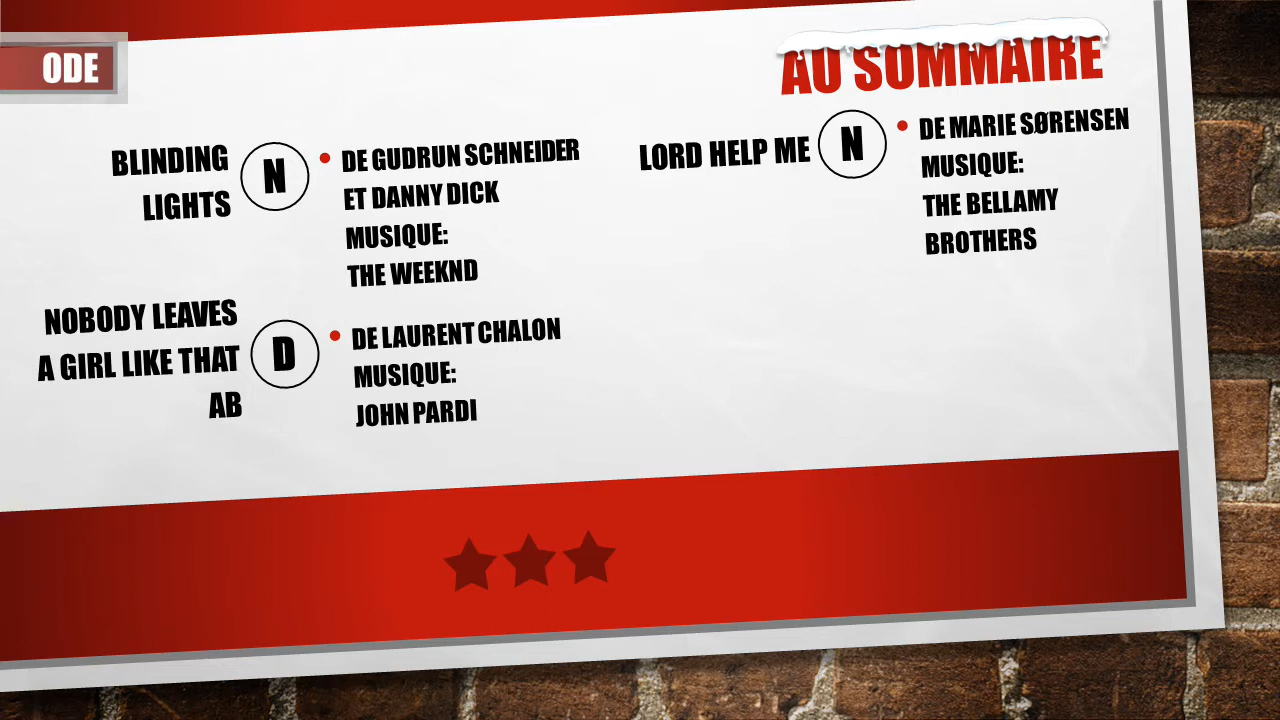 ODE
AU SOMMAIRE
BLINDING
LIGHTS
N
DE GUDRUN SCHNEIDER
ET DANNY DICK
MUSIQUE:
THE WEEKND
NOBODY LEAVES
A GIRL LIKE THAT
AB
D
DE LAURENT CHALON
MUSIQUE:
JOHN PARDI
LORD HELP ME
N
DE MARIE SØRENSEN
MUSIQUE:
THE BELLAMY
BROTHERS